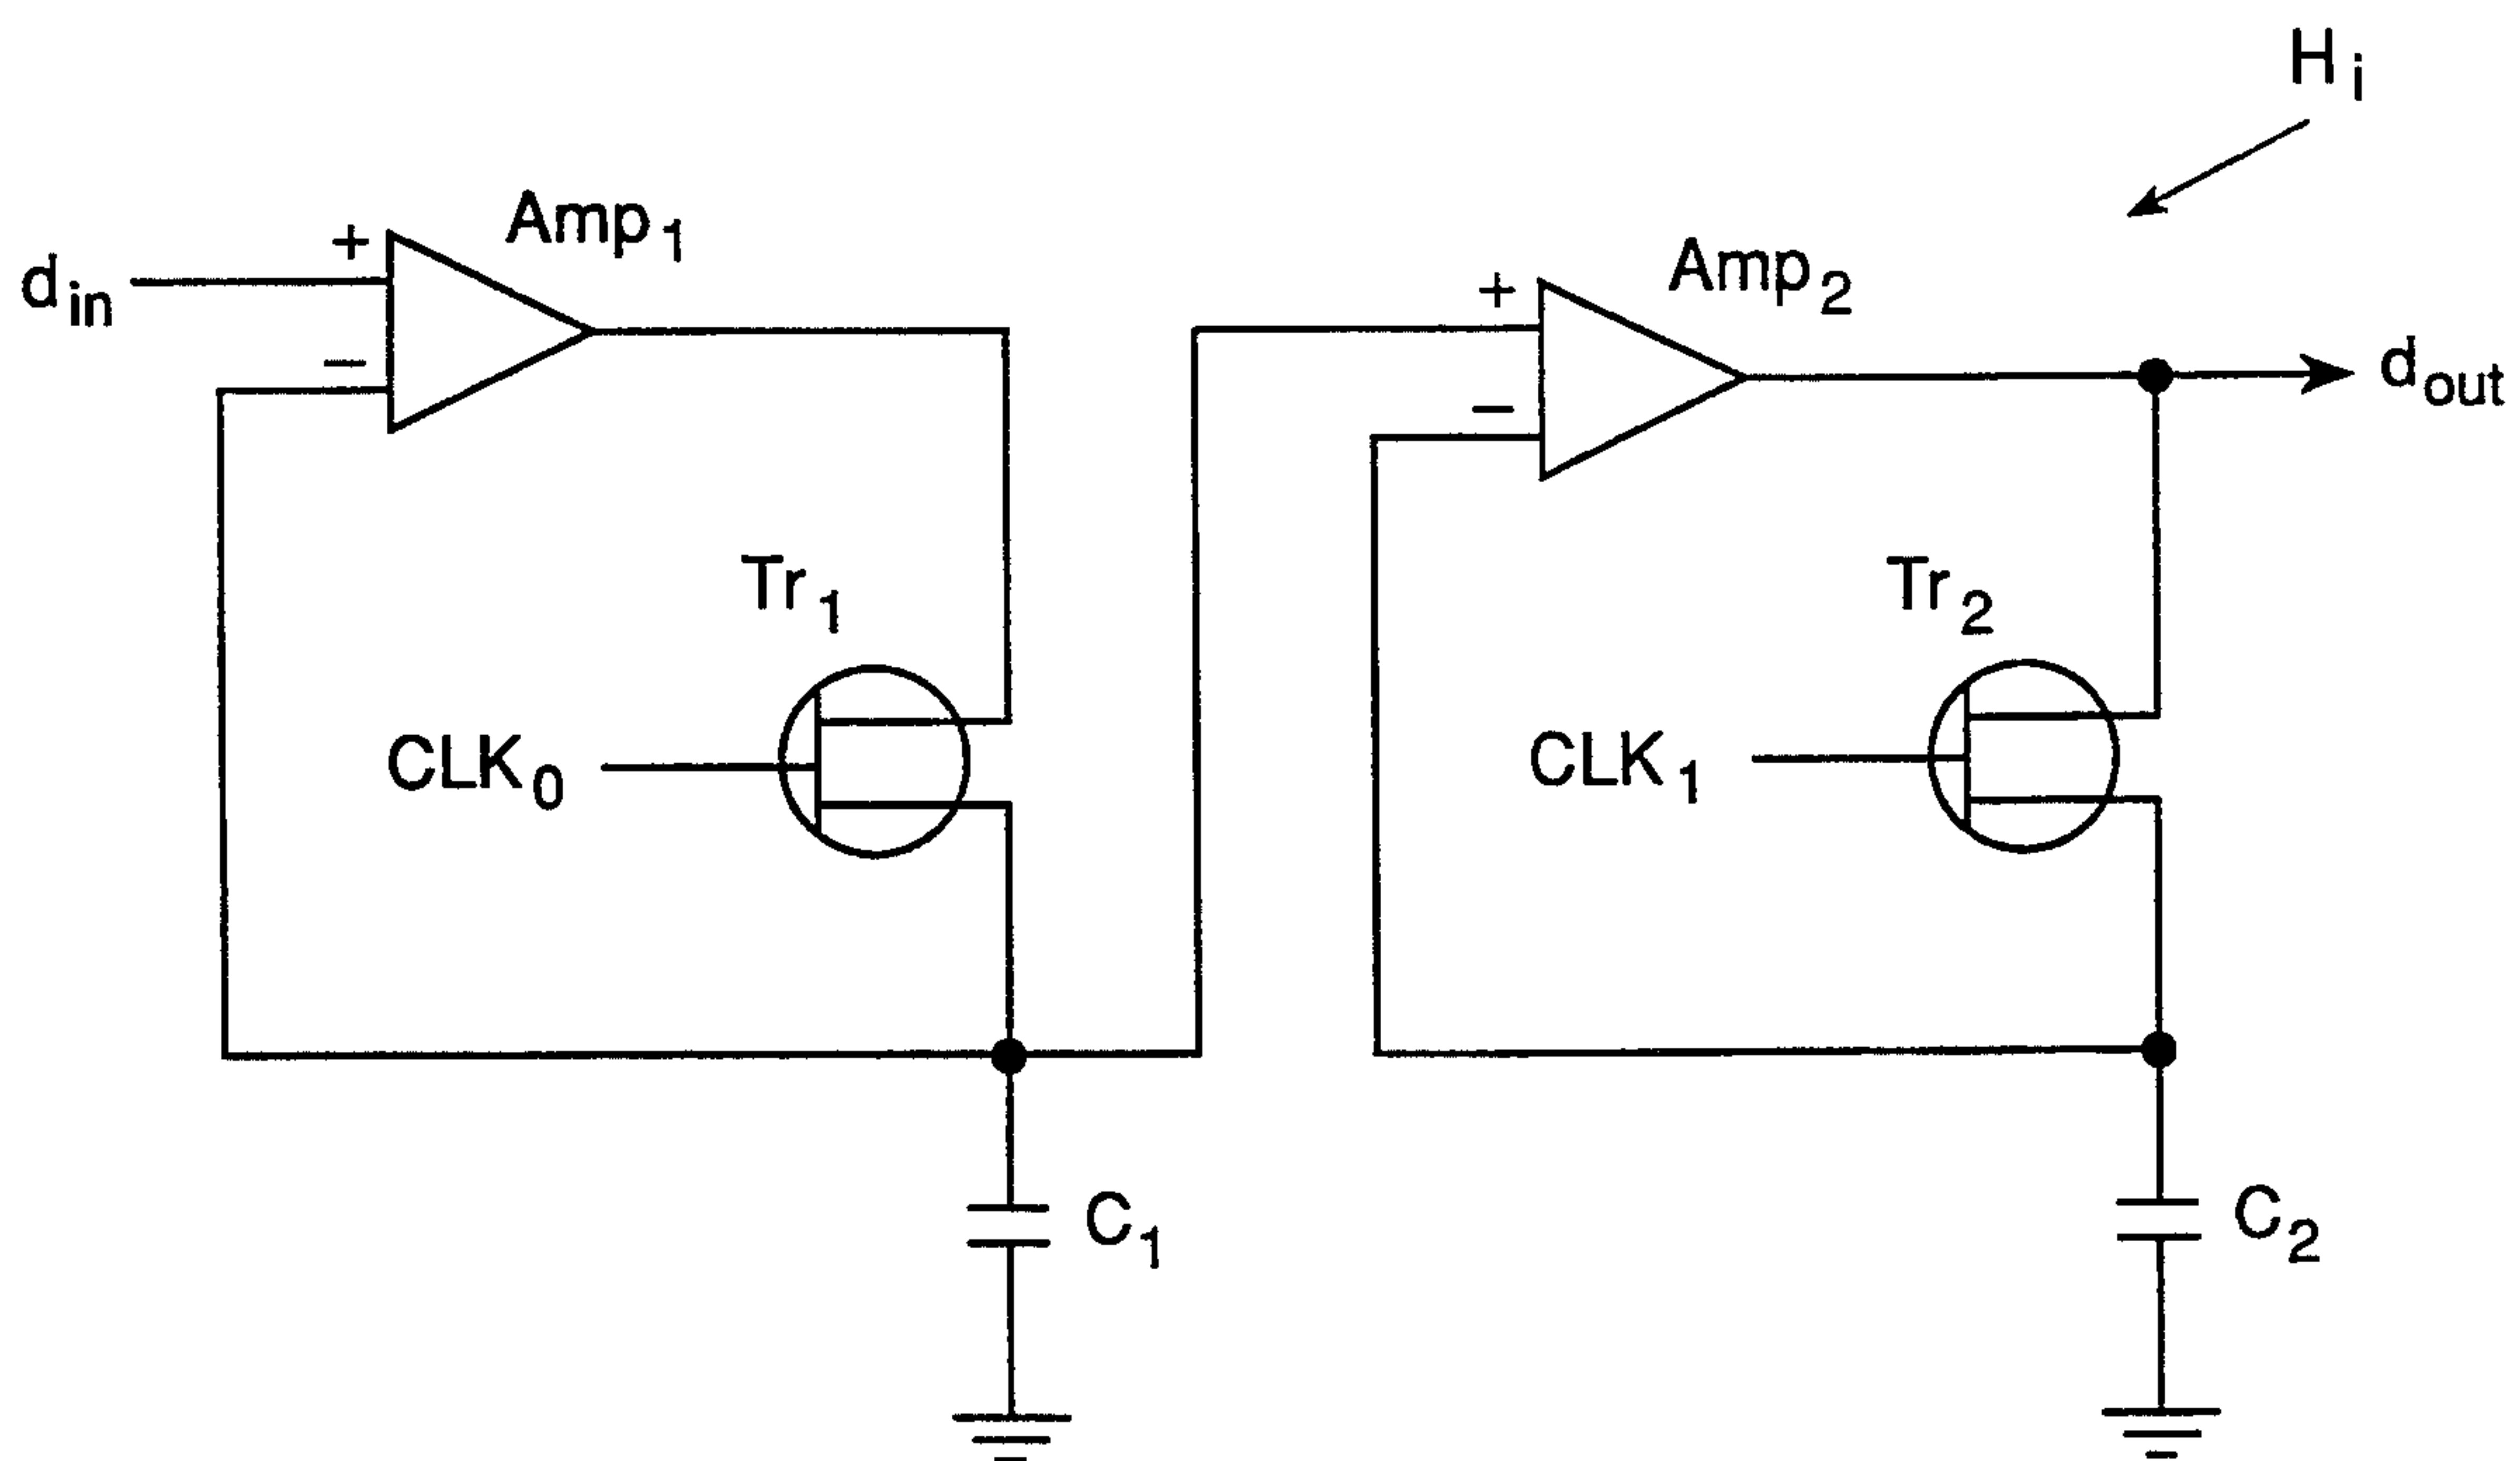 H i
Amp 1
+
d in
−
Amp 2
+
−
d out
Tr 1
Tr 2
CLK 0
CLK 1
C 1
C 2